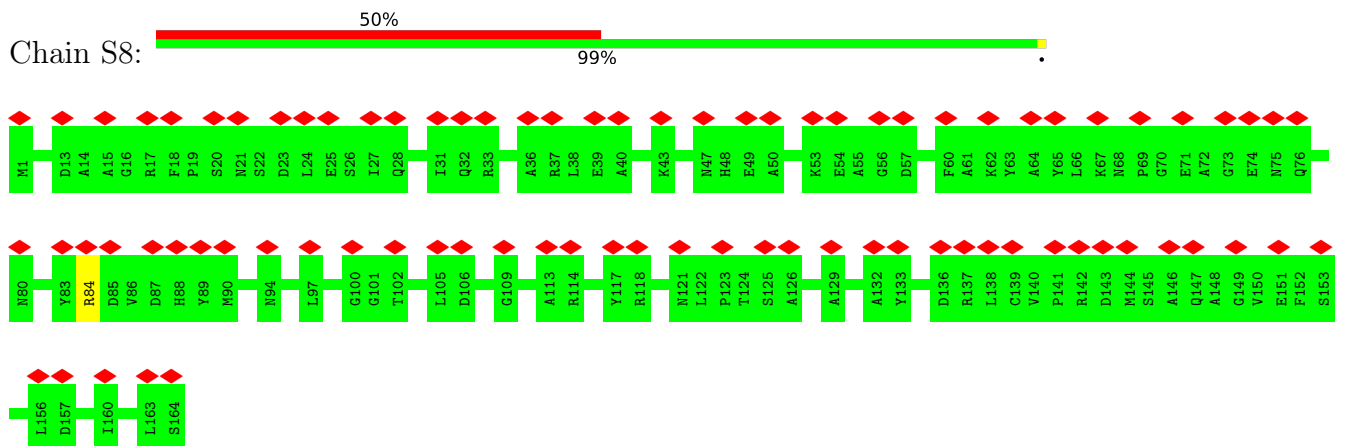 50%
Chain S8:
99%
.
M1 D13 A14 A15 G16 R17 F18 P19 S20 N21 S22 D23 L24 E25 S26 I27 Q28 I31 Q32 R33 A36 R37 L38 E39 A40 K43 N47 H48 E49 A50 K53 E54 A55 G56 D57 F60 A61 K62 Y63 A64 Y65 L66 K67 N68 P69 G70 E71 A72 G73 E74 N75 Q76
N80 Y83 R84 D85 V86 D87 H88 Y89 M90 N94 L97 G100 G101 T102 L105 D106 G109 A113 R114 Y117 R118 N121 L122 P123 T124 S125 A126 A129 A132 Y133 D136 R137 L138 C139 V140 P141 R142 D143 M144 S145 A146 Q147 A148 G149 V150 E151 F152 S153
L156 D157 I160 L163 S164